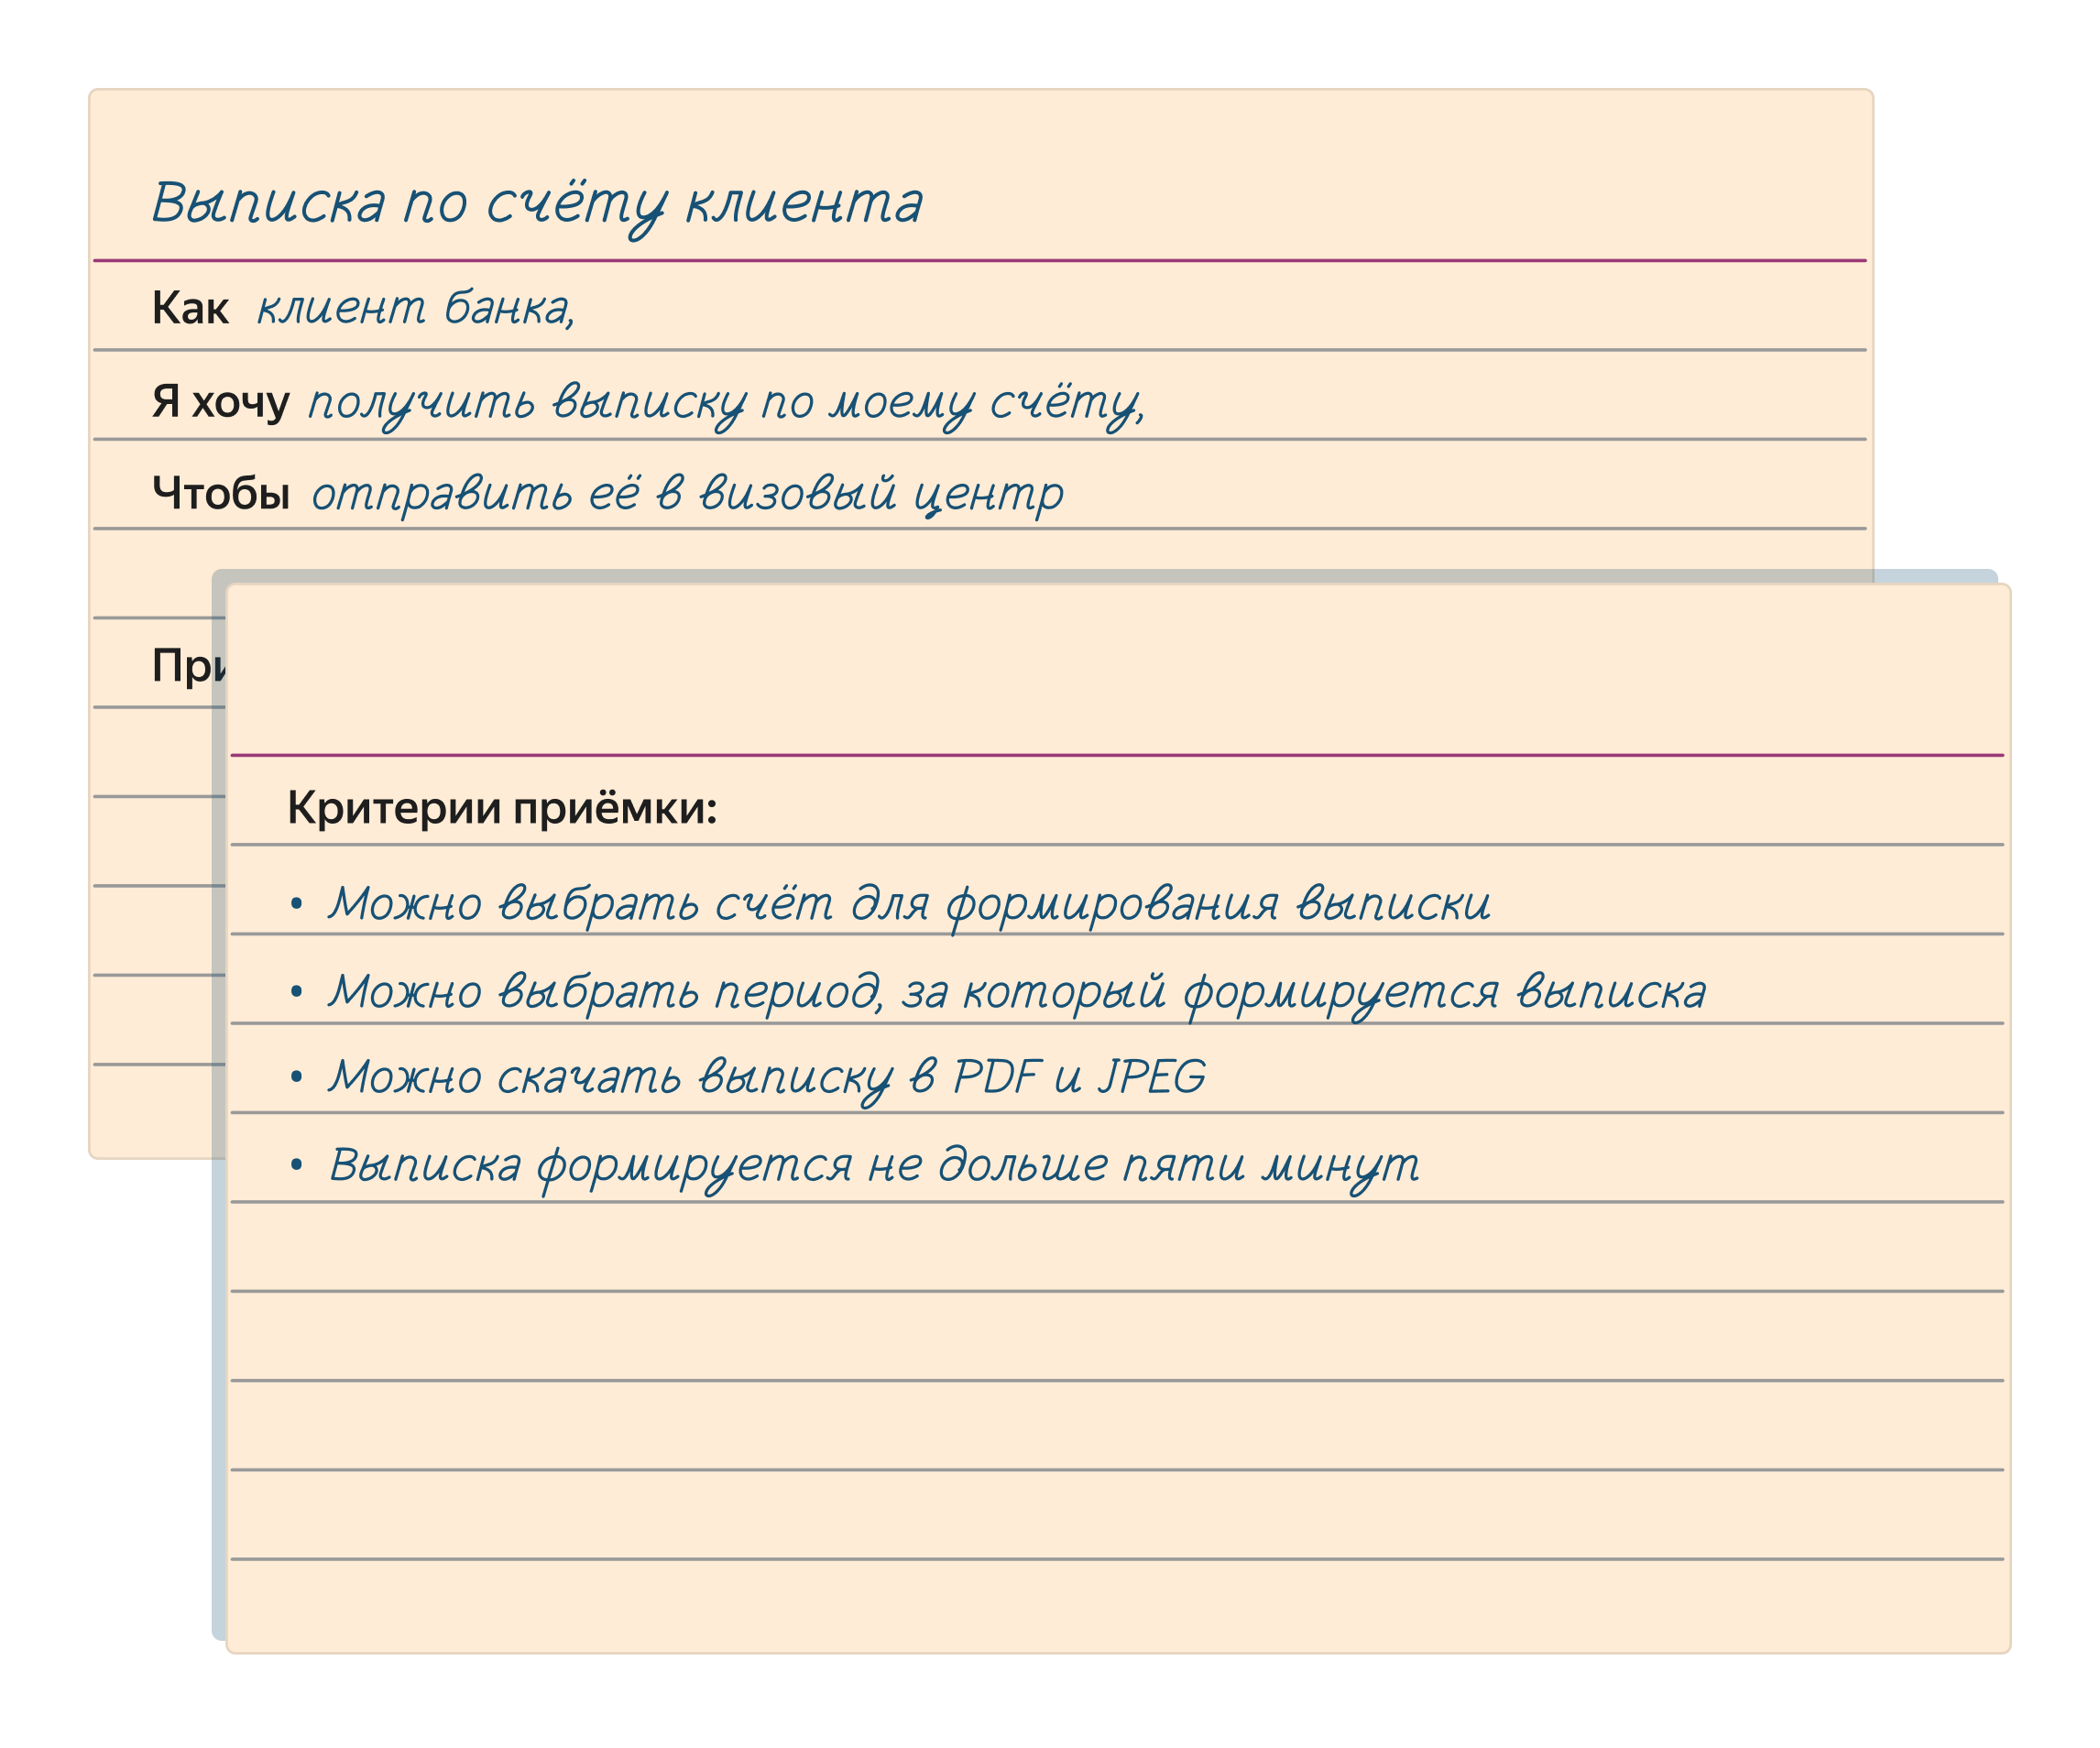 Выписка по счёту клиента
Как клиент банка,
Я хочу получить выписку по моему счёту,
Чтобы отправить её в визовый центр
Критерии приёмки:
• Можно выбрать счёт для формирования выписки
• Можно выбрать период, за который формируется выписка
• Можно скачать выписку в PDF и JPEG
• Выписка формируется не дольше пяти минут